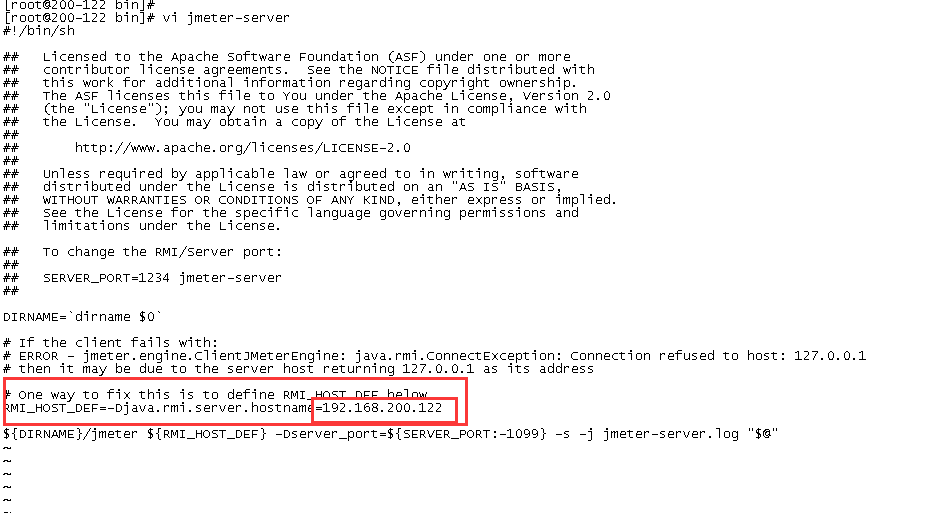 [root@200-122 bin]#
[root@200-122 bin]# vi jmeter-server
#!/bin/sh
##   Licensed to the Apache Software Foundation (ASF) under one or more
##   contributor license agreements.  See the NOTICE file distributed with
##   this work for additional information regarding copyright ownership.
##   The ASF licenses this file to You under the Apache License, Version 2.0
##   (the "License"); you may not use this file except in compliance with
##   the License.  You may obtain a copy of the License at
##
##       http://www.apache.org/licenses/LICENSE-2.0
##
##   Unless required by applicable law or agreed to in writing, software
##   distributed under the License is distributed on an "AS IS" BASIS,
##   WITHOUT WARRANTIES OR CONDITIONS OF ANY KIND, either express or implied.
##   See the License for the specific language governing permissions and
##   limitations under the License.
##   To change the RMI/Server port:
##
##   SERVER_PORT=1234 jmeter-server
##
DIRNAME=`dirname $0`
# If the client fails with:
# ERROR - jmeter.engine.ClientJMeterEngine: java.rmi.ConnectException: Connection refused to host: 127.0.0.1
# then it may be due to the server host returning 127.0.0.1 as its address
# One way to fix this is to define RMI_HOST_DEF below
RMI_HOST_DEF=-Djava.rmi.server.hostname=192.168.200.122
${DIRNAME}/jmeter ${RMI_HOST_DEF} -Dserver_port=${SERVER_PORT:-1099} -s -j jmeter-server.log "$@"
~
~
~
~
~
~